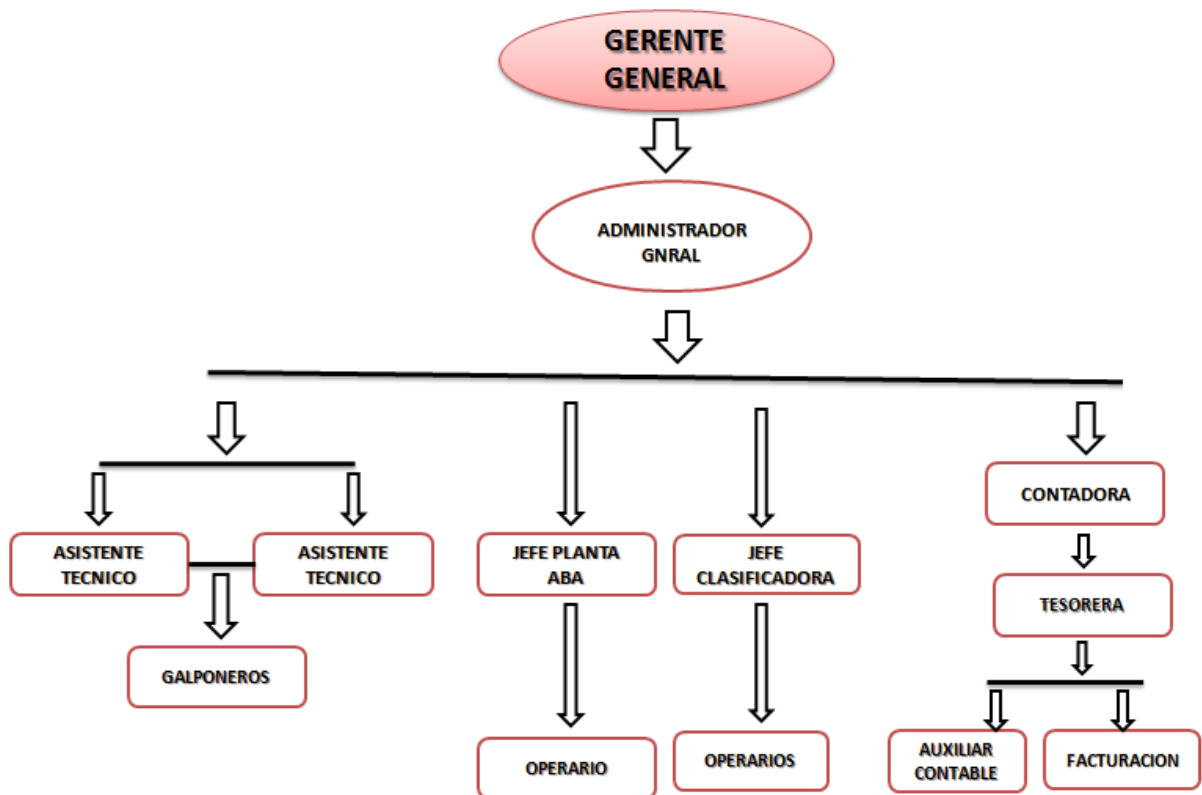 GERENTE
GENERAL
ADMINISTRADOR
GNRAL
CONTADORA
ASISTENTE
TECNICO
ASISTENTE
TECNICO
JEFE PLANTA
ABA
JEFE
CLASIFICADORA
TESORERA
GALPONEROS
OPERARIO
OPERARIOS
AUXILIAR
CONTABLE
FACTURACION